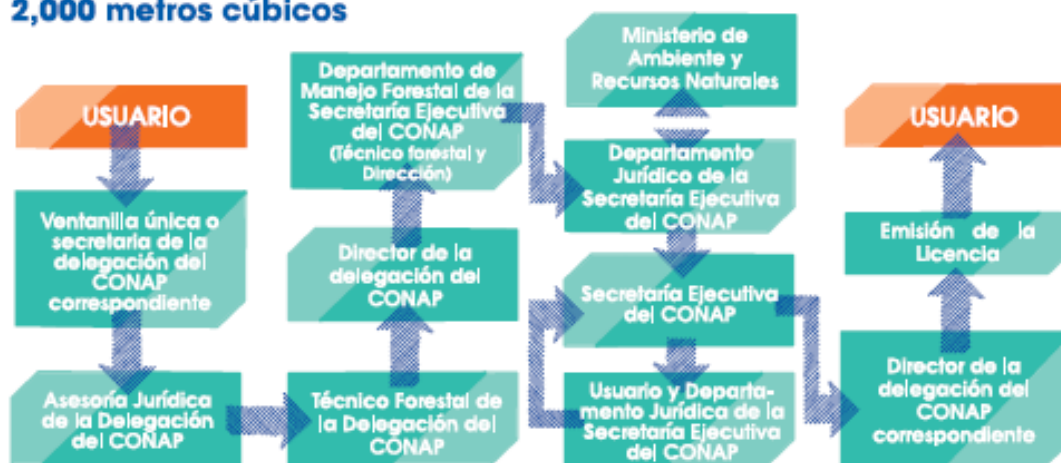 2,000 metros cúbicos
USUARIO
Ventanilla única o
secretaria de la
delegación del
CONAP
correspondiente
Asesoría Jurídica
de la Delegación
del CONAP
Técnico Forestal de
la Delegación del
CONAP
Director de la
delegación del
CONAP
Departamento de
Manejo Forestal de la
Secretaría Ejecutiva
del CONAP
(Técnico forestal y
Dirección)
Ministerio de
Ambiente y
Recursos Naturales
Departamento
Jurídico de la
Secretaría Ejecutiva
del CONAP
Secretaría Ejecutiva
del CONAP
Usuario y Departa-
mento Jurídica de la
Secretaría Ejecutiva
del CONAP
Director de la
delegación del
CONAP
correspondiente
Emisión de la
Licencia
USUARIO